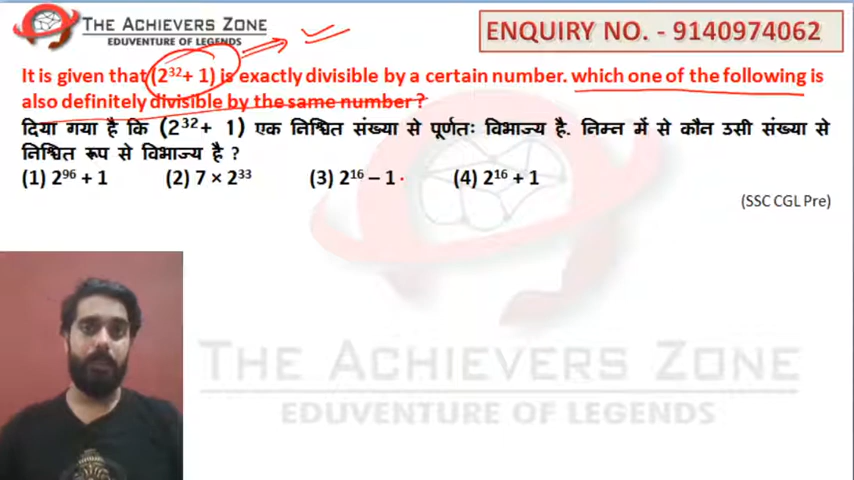 THE ACHIEVERS ZONE
EDUVENTURE OF LEGENDS
ENQUIRY NO. - 9140974062
It is given that (2³²+ 1) is exactly divisible by a certain number. which one of the following is
also definitely divisible by the same number ?
दिया गया है कि (2³²+ 1) एक निश्चित संख्या से पूर्णतः विभाज्य है. निम्न में से कौन उसी संख्या से
निश्चित रूप से विभाज्य है ?
(1) 2⁹⁶ + 1 (2) 7 × 2³³ (3) 2¹⁶ – 1 (4) 2¹⁶ + 1
(SSC CGL Pre)
THE ACHIEVERS ZONE
EDUVENTURE OF LEGENDS